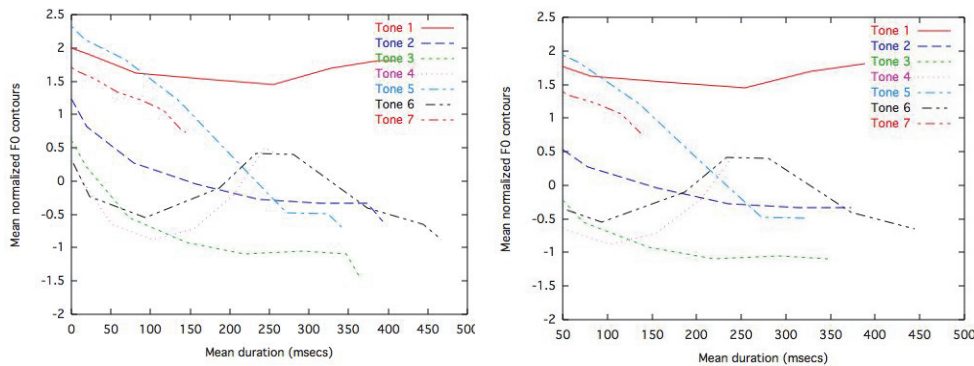 2.5
2
1.5
1
0.5
0
-0.5
-1
-1.5
-2
Mean normalized F0 contours
Tone 1
Tone 2
Tone 3
Tone 4
Tone 5
Tone 6
Tone 7
0 50 100 150 200 250 300 350 400 450 500
Mean duration (msecs)
2.5
2
1.5
1
0.5
0
-0.5
-1
-1.5
-2
Mean normalized F0 contours
Tone 1
Tone 2
Tone 3
Tone 4
Tone 5
Tone 6
Tone 7
50 100 150 200 250 300 350 400 450 500
Mean duration (msecs)